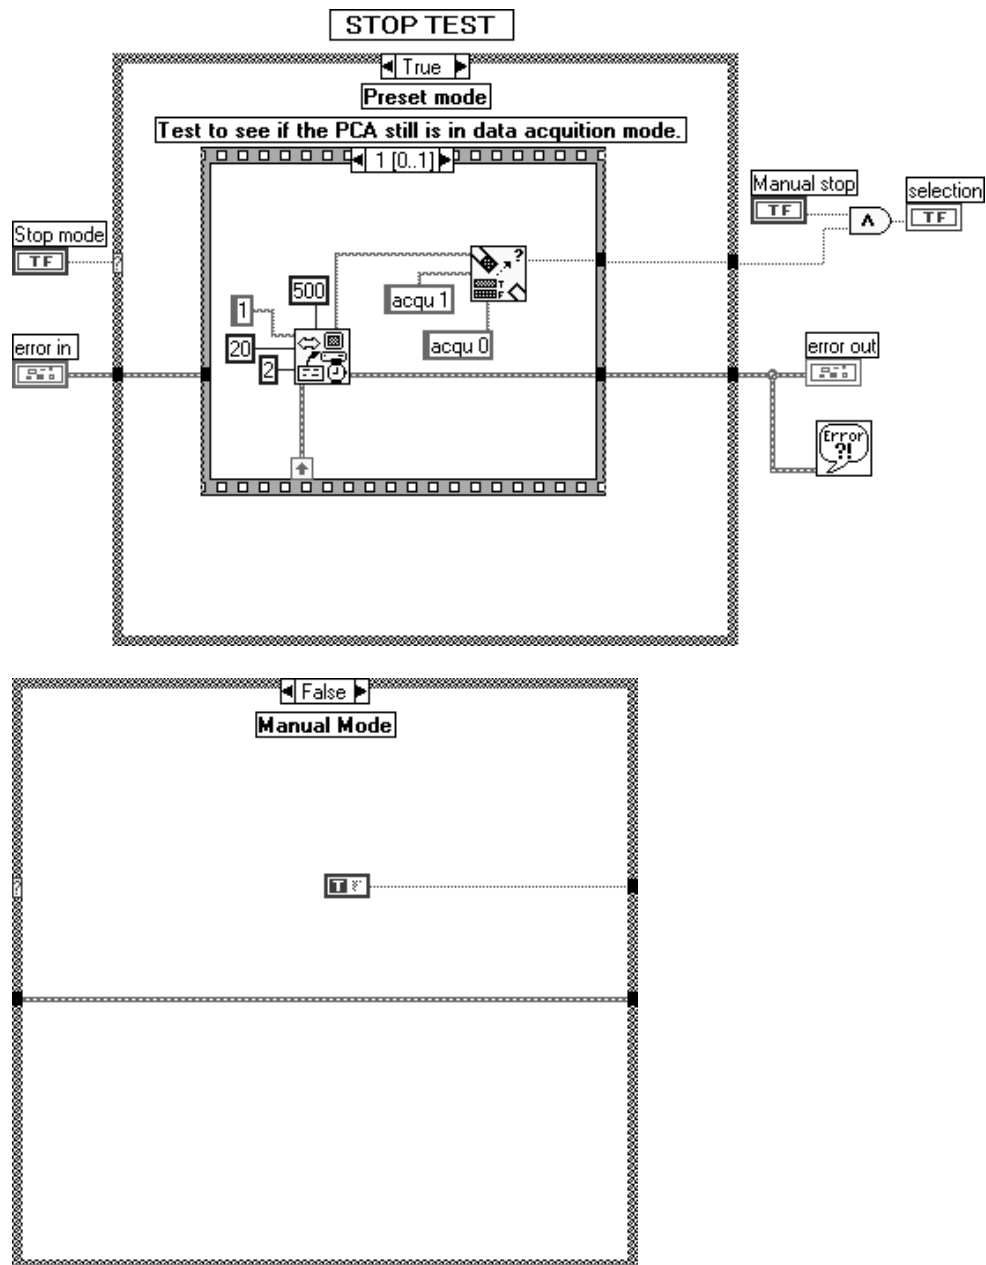 STOP TEST
True
Preset mode
Test to see if the PCA still is in data acquition mode.
1 [0..1]
Manual stop
TF
selection
TF
Stop mode
TF
?
?
T
F
500
acqu 1
1
acqu 0
20
2
error in
error out
Error
?!
False
Manual Mode
?
T